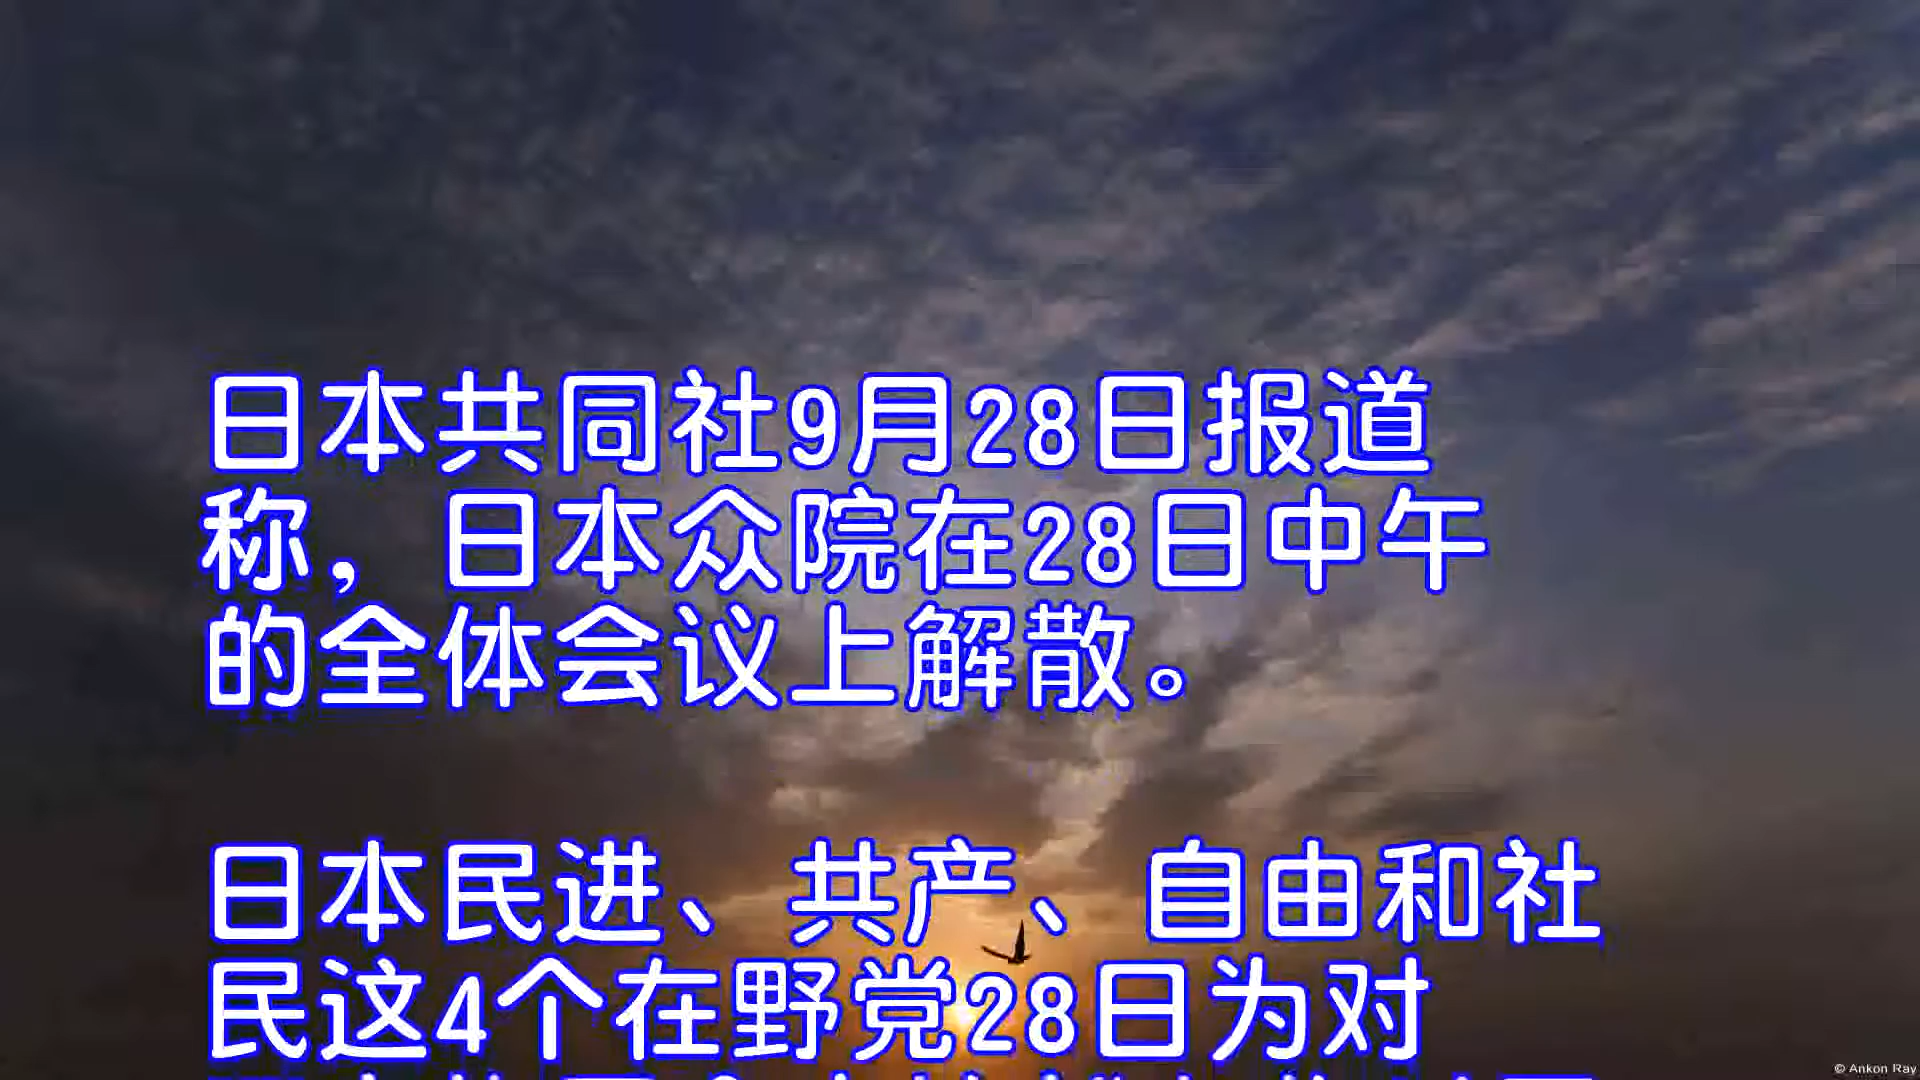 日本共同社9月28日报道
称，日本众院在28日中午
的全体会议上解散。
日本民进、共产、自由和社
民这4个在野党28日为对
© Ankon Ray